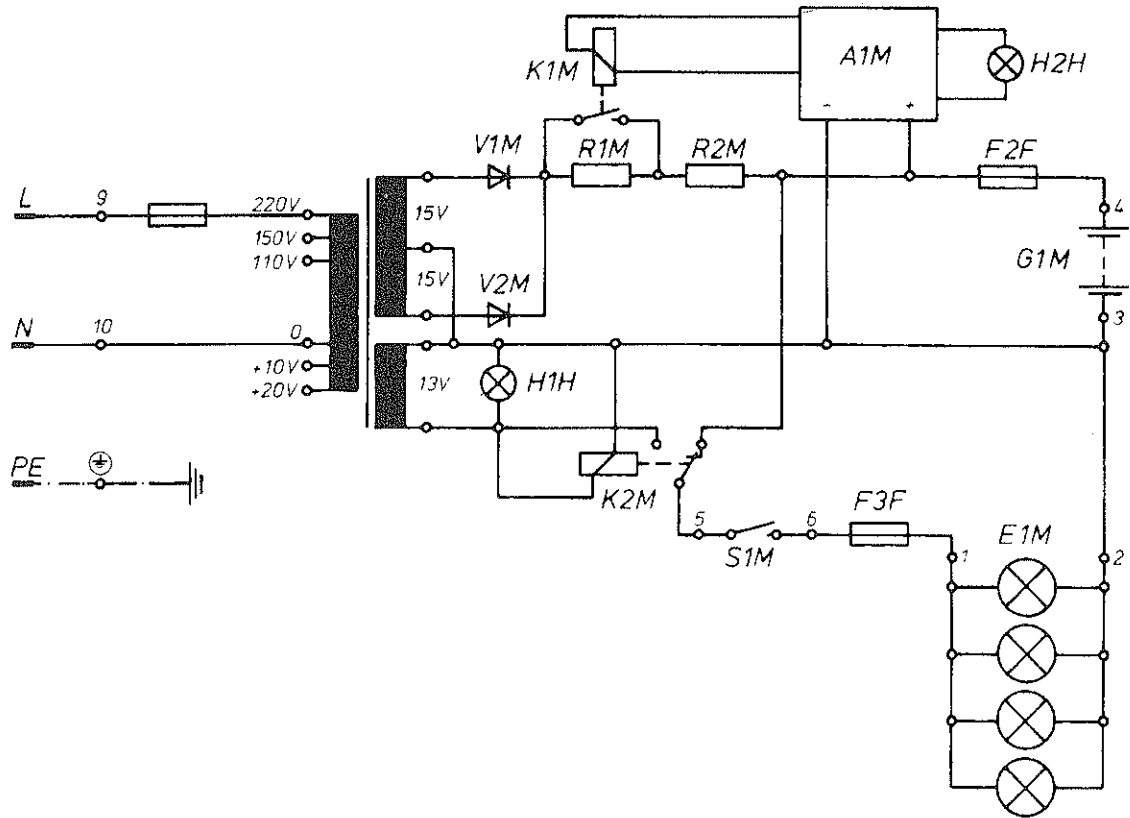 K1M
A1M
H2H
- +
V1M
R1M
R2M
F2F
L
9
220V
15V
4
150V
110V
15V
G1M
V2M
N
10
0
3
+10V
13V
H1H
+20V
PE
K2M
5
6
F3F
S1M
E1M
1
2